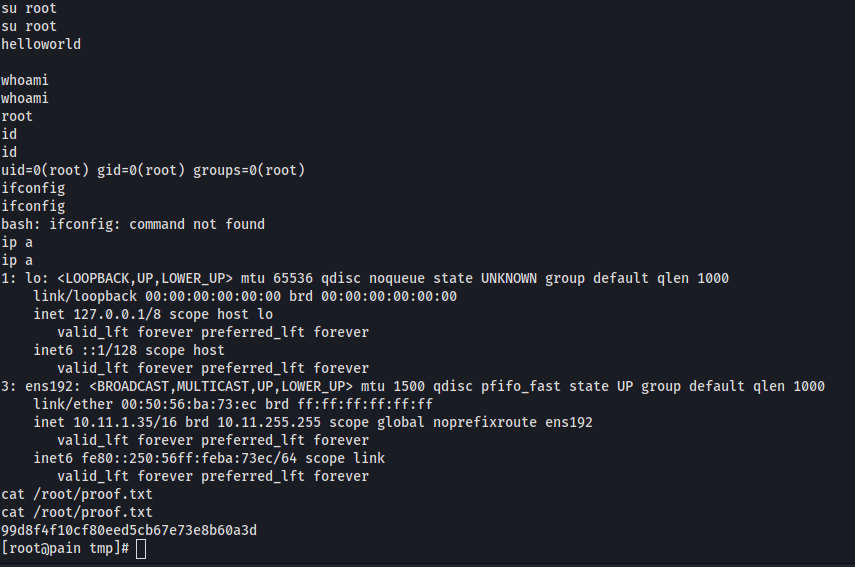 su root
su root
helloworld
whoami
whoami
root
id
id
uid=0(root) gid=0(root) groups=0(root)
ifconfig
ifconfig
bash: ifconfig: command not found
ip a
ip a
1: lo: <LOOPBACK,UP,LOWER_UP> mtu 65536 qdisc noqueue state UNKNOWN group default qlen 1000
    link/loopback 00:00:00:00:00:00 brd 00:00:00:00:00:00
    inet 127.0.0.1/8 scope host lo
       valid_lft forever preferred_lft forever
    inet6 ::1/128 scope host
       valid_lft forever preferred_lft forever
3: ens192: <BROADCAST,MULTICAST,UP,LOWER_UP> mtu 1500 qdisc pfifo_fast state UP group default qlen 1000
    link/ether 00:50:56:ba:73:ec brd ff:ff:ff:ff:ff:ff
    inet 10.11.1.35/16 brd 10.11.255.255 scope global noprefixroute ens192
       valid_lft forever preferred_lft forever
    inet6 fe80::250:56ff:feba:73ec/64 scope link
       valid_lft forever preferred_lft forever
cat /root/proof.txt
cat /root/proof.txt
99d8f4f10cf80eed5cb67e73e8b60a3d
[root@pain tmp]#